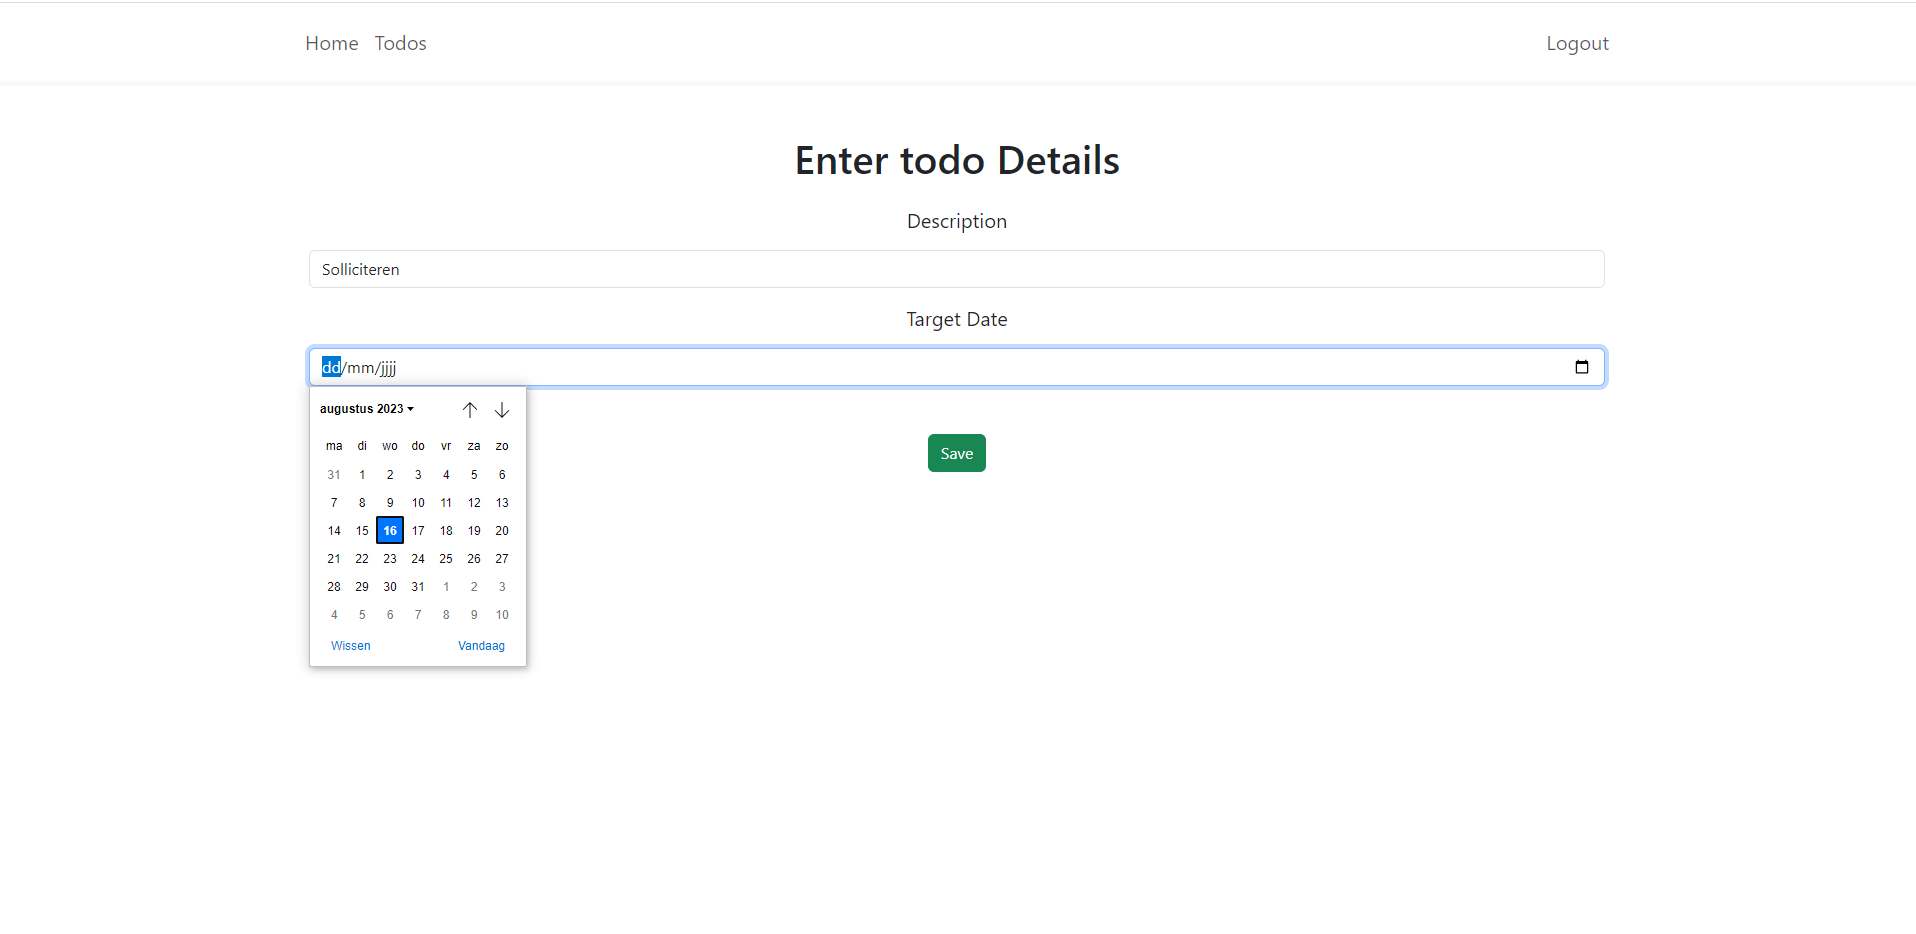 Home Todos Logout
Enter todo Details
Description
Solliciteren
Target Date
dd/mm/jjjj
augustus 2023
ma di wo do vr za zo
31 1 2 3 4 5 6
7 8 9 10 11 12 13
14 15 16 17 18 19 20
21 22 23 24 25 26 27
28 29 30 31 1 2 3
4 5 6 7 8 9 10
Wissen Vandaag
Save